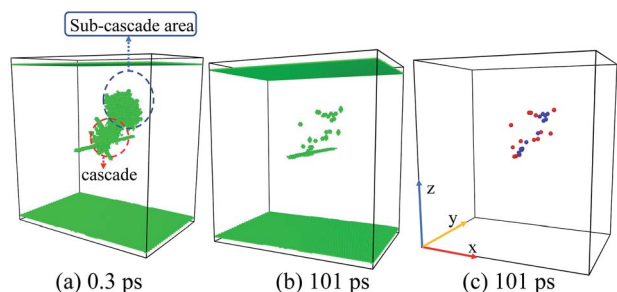 Sub-cascade area
cascade
z
y
x
(a) 0.3 ps
(b) 101 ps
(c) 101 ps